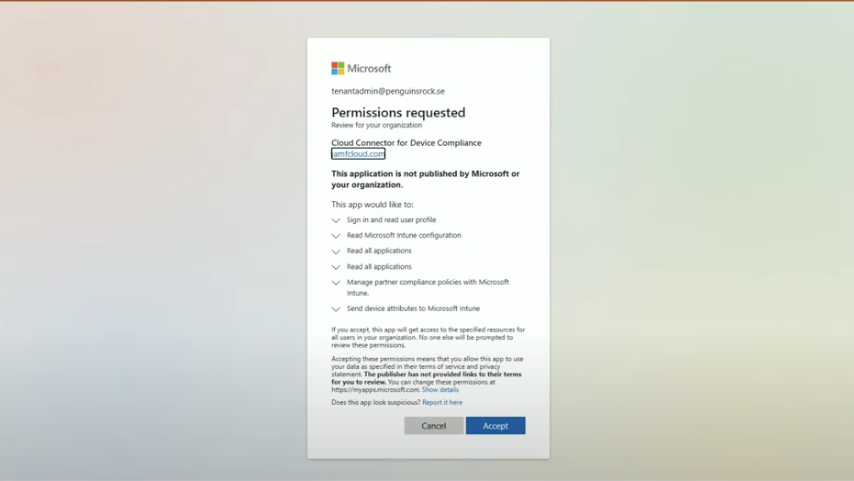 Microsoft
tenantadmin@penguinsrock.se
Permissions requested
Review for your organization
Cloud Connector for Device Compliance
jamfcloud.com
This application is not published by Microsoft or
your organization.
This app would like to:
Sign in and read user profile
Read Microsoft Intune configuration
Read all applications
Read all applications
Manage partner compliance policies with Microsoft
Intune.
Send device attributes to Microsoft Intune
If you accept, this app will get access to the specified resources for
all users in your organization. No one else will be prompted to
review these permissions.
Accepting these permissions means that you allow this app to use
your data as specified in their terms of service and privacy
statement. The publisher has not provided links to their terms
for you to review. You can change these permissions at
https://myapps.microsoft.com. Show details
Does this app look suspicious? Report it here
Cancel Accept